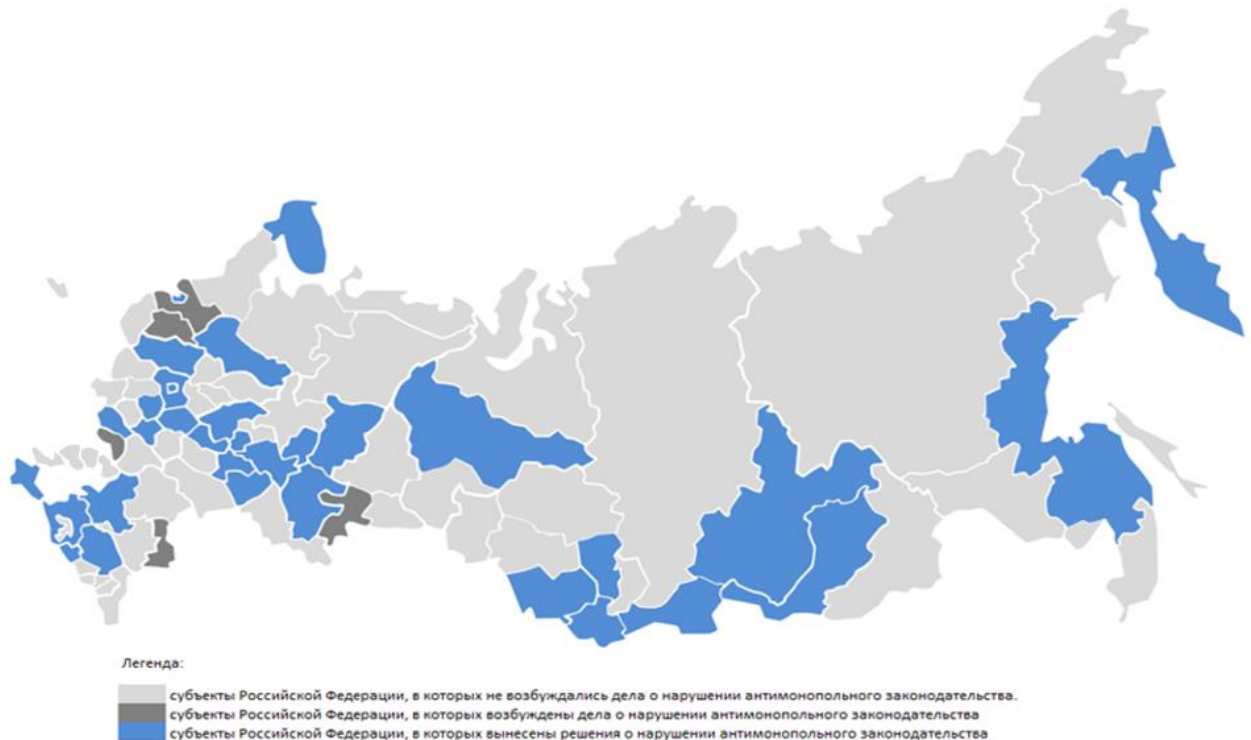 Легенда:
субъекты Российской Федерации, в которых не возбуждались дела о нарушении антимонопольного законодательства.
субъекты Российской Федерации, в которых возбуждены дела о нарушении антимонопольного законодательства
субъекты Российской Федерации, в которых вынесены решения о нарушении антимонопольного законодательства